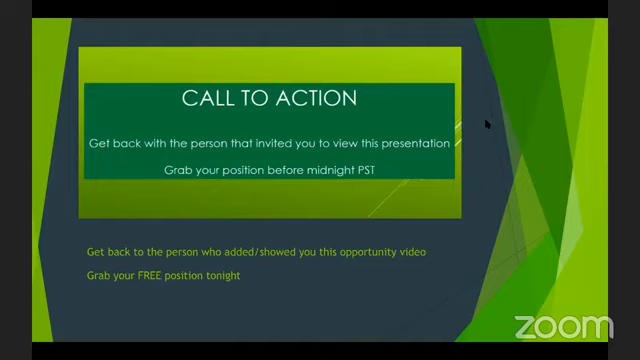 CALL TO ACTION
Get back with the person that invited you to view this presentation
Grab your position before midnight PST
Get back to the person who added/showed you this opportunity video
Grab your FREE position tonight
zoom